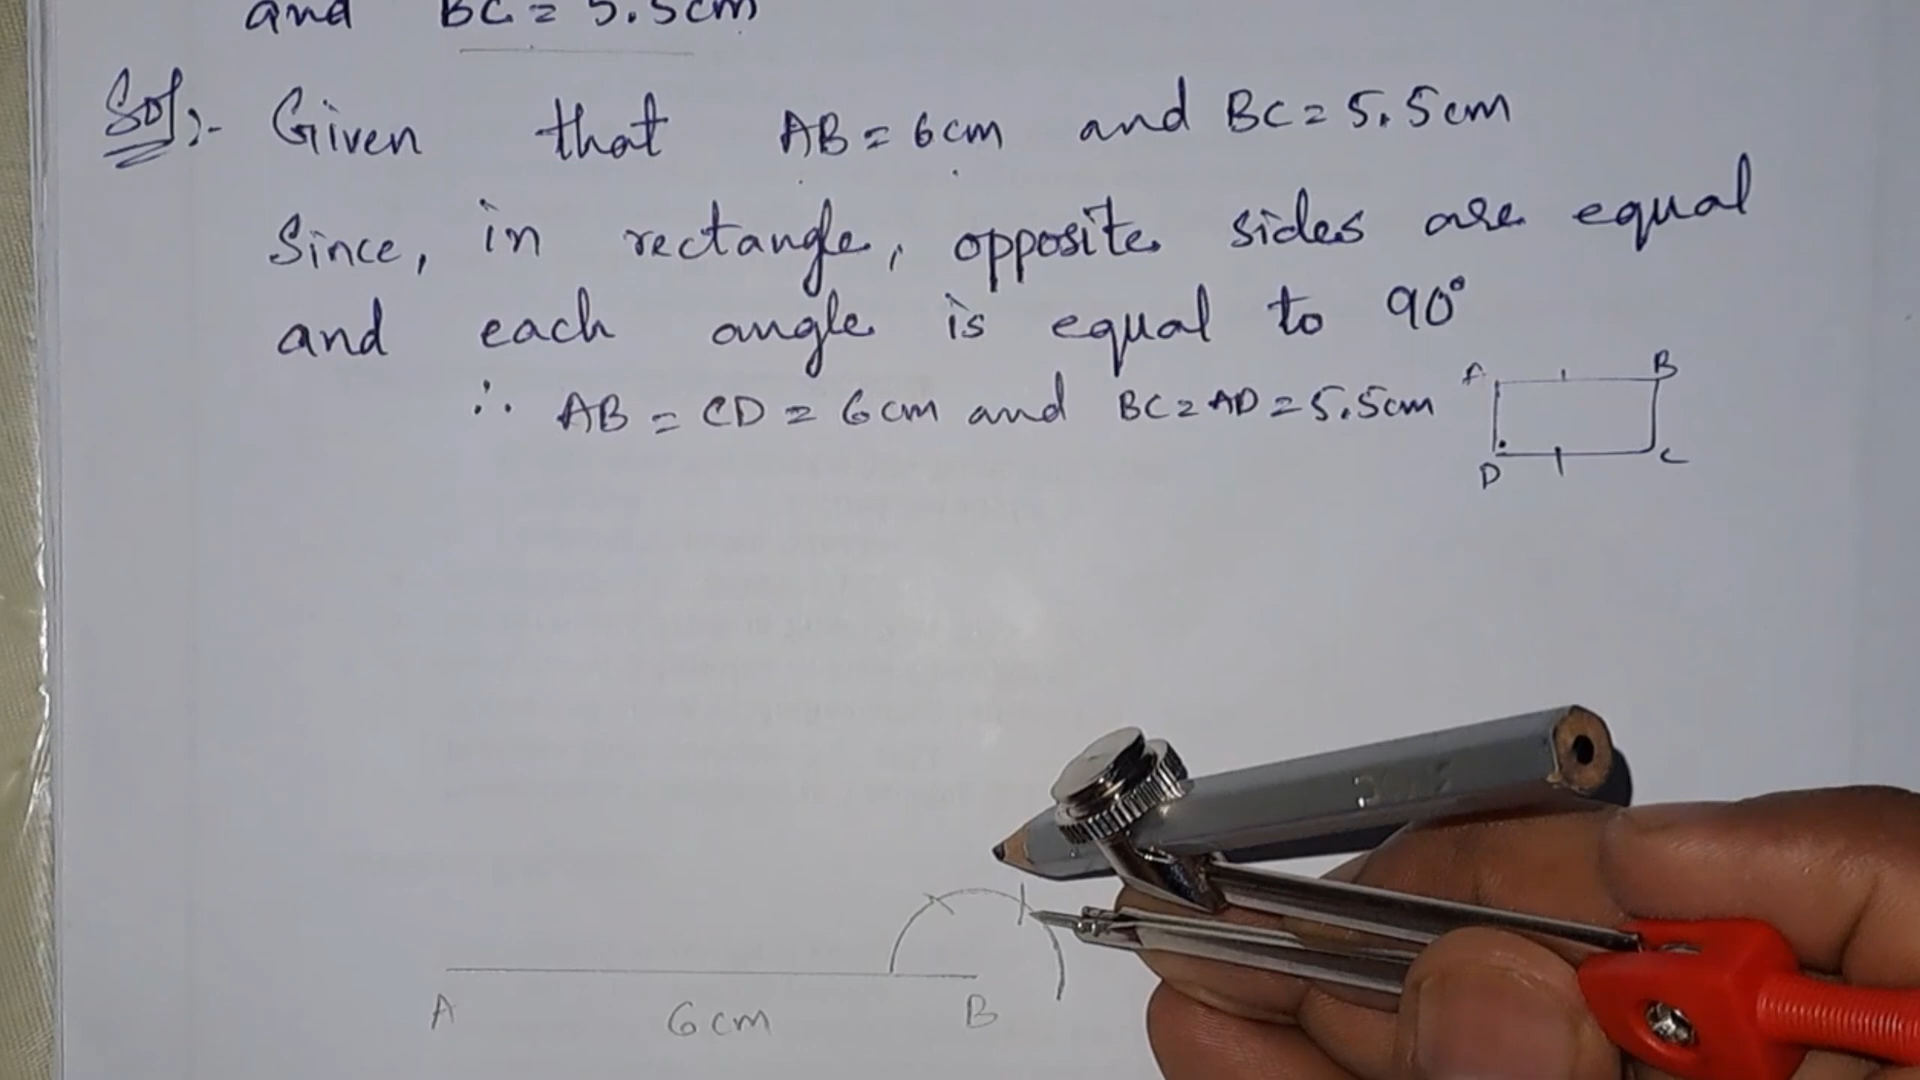 and BC = 5.5cm
Sol:- Given that AB = 6cm and BC = 5.5cm
Since, in rectangle, opposite sides are equal
and each angle is equal to 90°
∴ AB = CD = 6cm and BC = AD = 5.5cm
A B
D C
A 6cm B